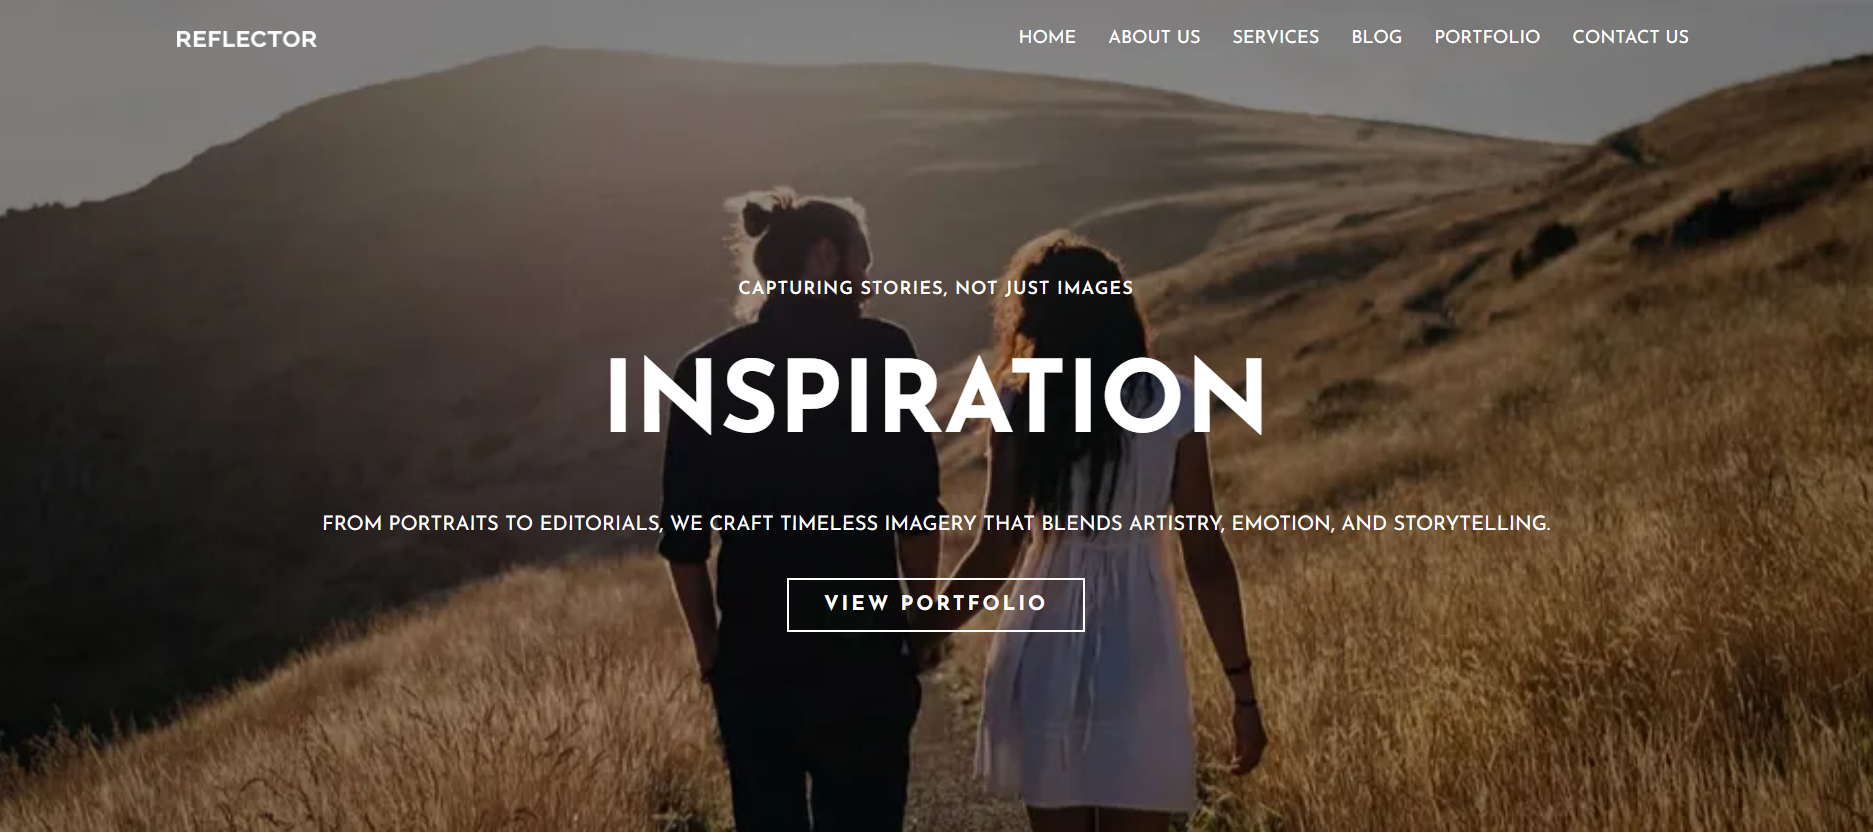 REFLECTOR
HOME ABOUT US SERVICES BLOG PORTFOLIO CONTACT US
CAPTURING STORIES, NOT JUST IMAGES
INSPIRATION
FROM PORTRAITS TO EDITORIALS, WE CRAFT TIMELESS IMAGERY THAT BLENDS ARTISTRY, EMOTION, AND STORYTELLING.
VIEW PORTFOLIO